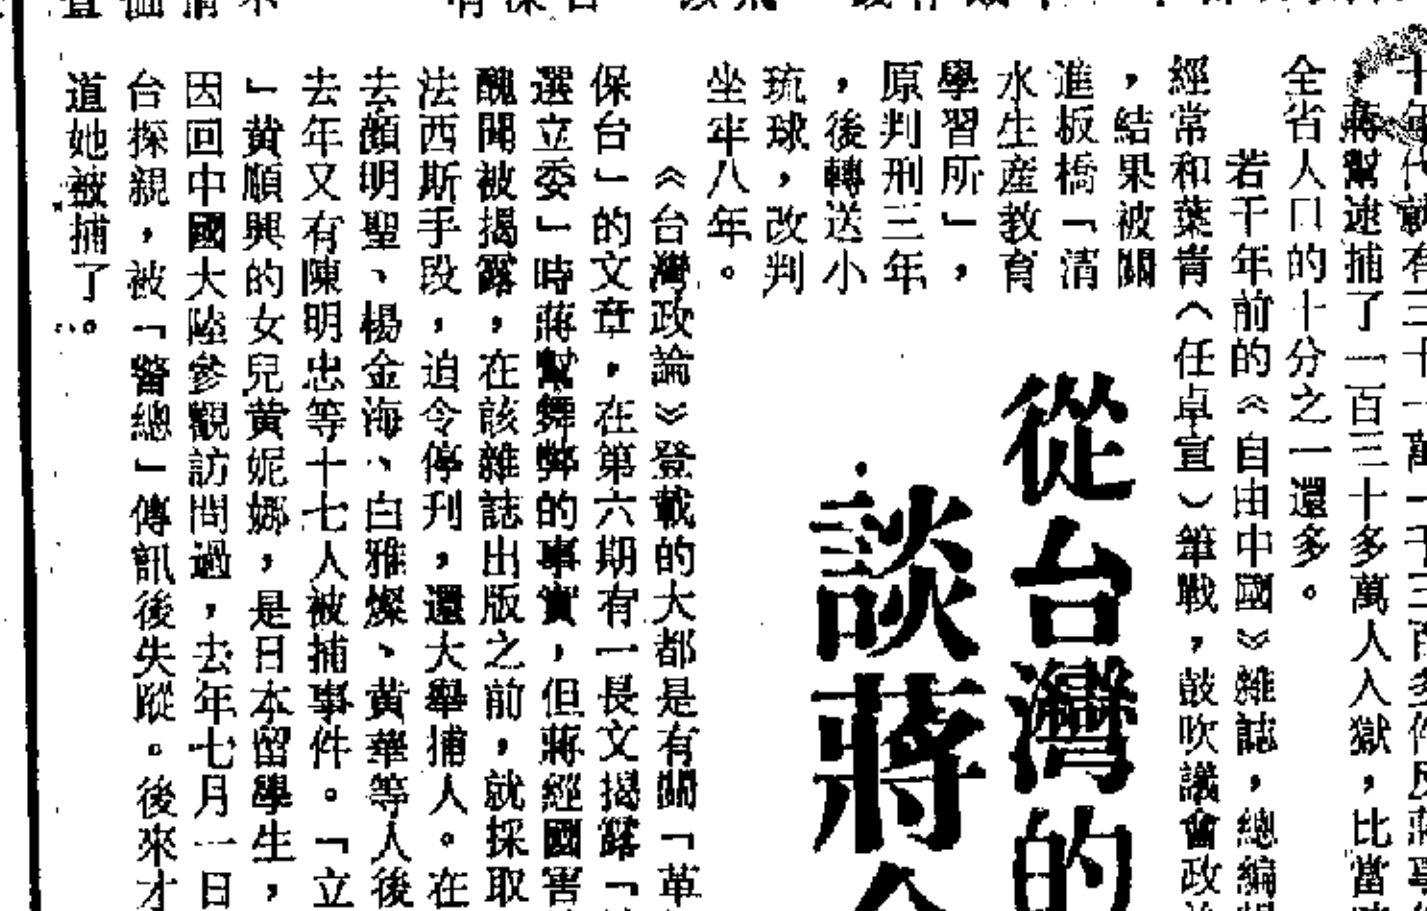 十年代就有三十一萬一千三百多件反蔣事
，蔣幫逮捕了一百三十多萬人入獄，比當
全省人口的十分之一還多。
若干年前的《自由中國》雜誌，總編
經常和葉青（任卓宣）筆戰，鼓吹議會政
，結果被關
進板橋「清
水生產教育
學習所」，
原判刑三年
，後轉送小
琉球，改判
坐牢八年。
從台灣的
談蔣
《台灣政論》登載的大都是有關「革
保台」的文章，在第六期有一長文揭露「
選立委」時蔣幫舞弊的事實，但蔣經國害
醜聞被揭露，在該雜誌出版之前，就採取
法西斯手段，迫令停刋，還大舉捕人。在
去顏明聖、楊金海、白雅燦、黃華等人後
去年又有陳明忠等十七人被捕事件。「立
」黃順興的女兒黃妮娜，是日本留學生，
因回中國大陸參觀訪問過，去年七月一日
台探親，被「警總」傳訊後失蹤。後來才
道她被捕了。